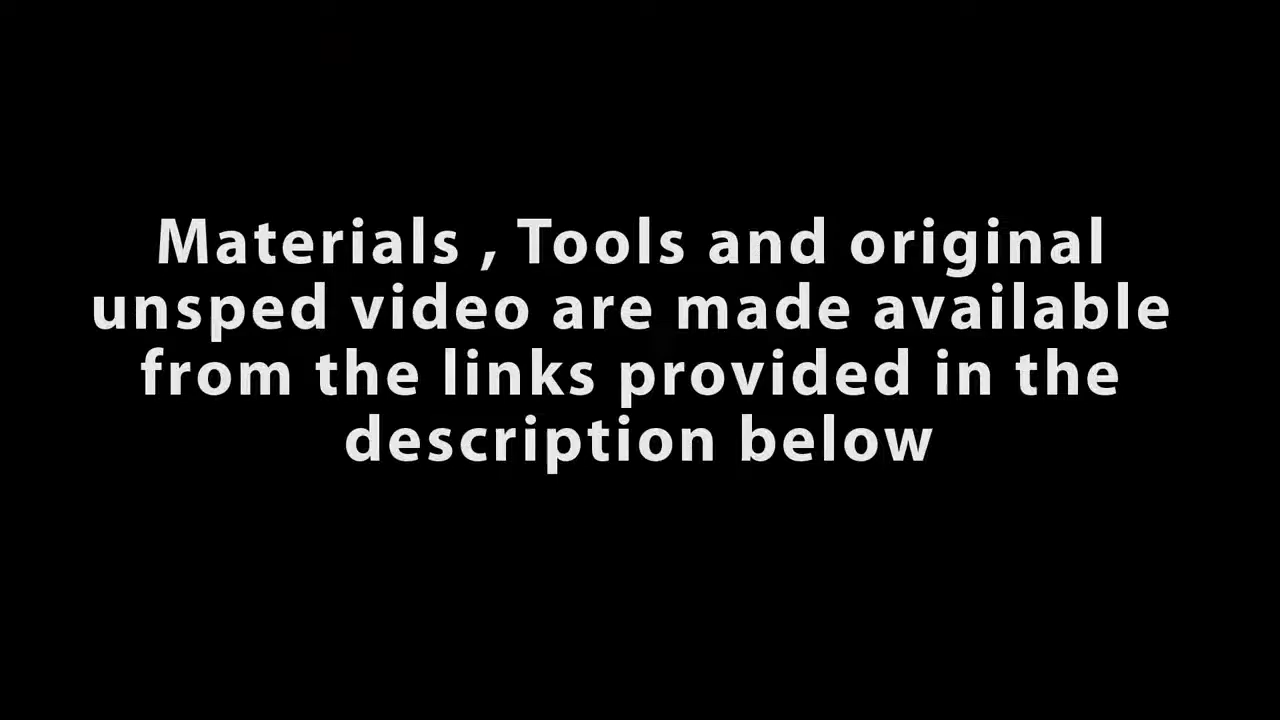 Materials , Tools and original
unsped video are made available
from the links provided in the
description below